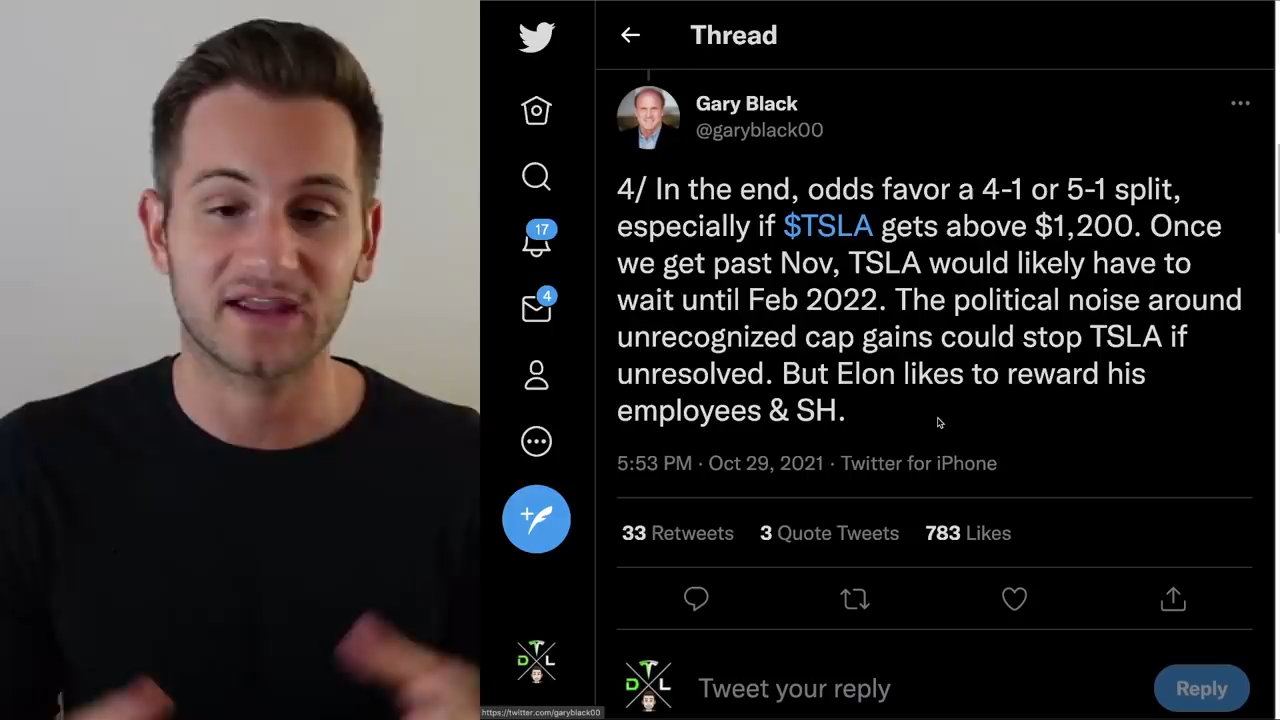 Thread
Gary Black
@garyblack00
4/ In the end, odds favor a 4-1 or 5-1 split,
especially if $TSLA gets above $1,200. Once
we get past Nov, TSLA would likely have to
wait until Feb 2022. The political noise around
unrecognized cap gains could stop TSLA if
unresolved. But Elon likes to reward his
employees & SH.
5:53 PM · Oct 29, 2021 · Twitter for iPhone
33 Retweets 3 Quote Tweets 783 Likes
17
4
D L
D L
Tweet your reply
Reply
https://twitter.com/garyblack00